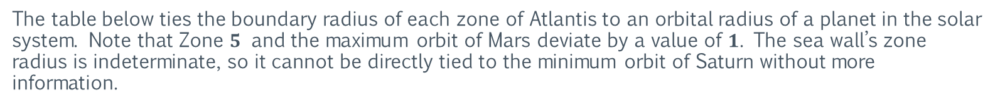 The table below ties the boundary radius of each zone of Atlantis to an orbital radius of a planet in the solar
system. Note that Zone 5 and the maximum orbit of Mars deviate by a value of 1. The sea wall's zone
radius is indeterminate, so it cannot be directly tied to the minimum orbit of Saturn without more
information.